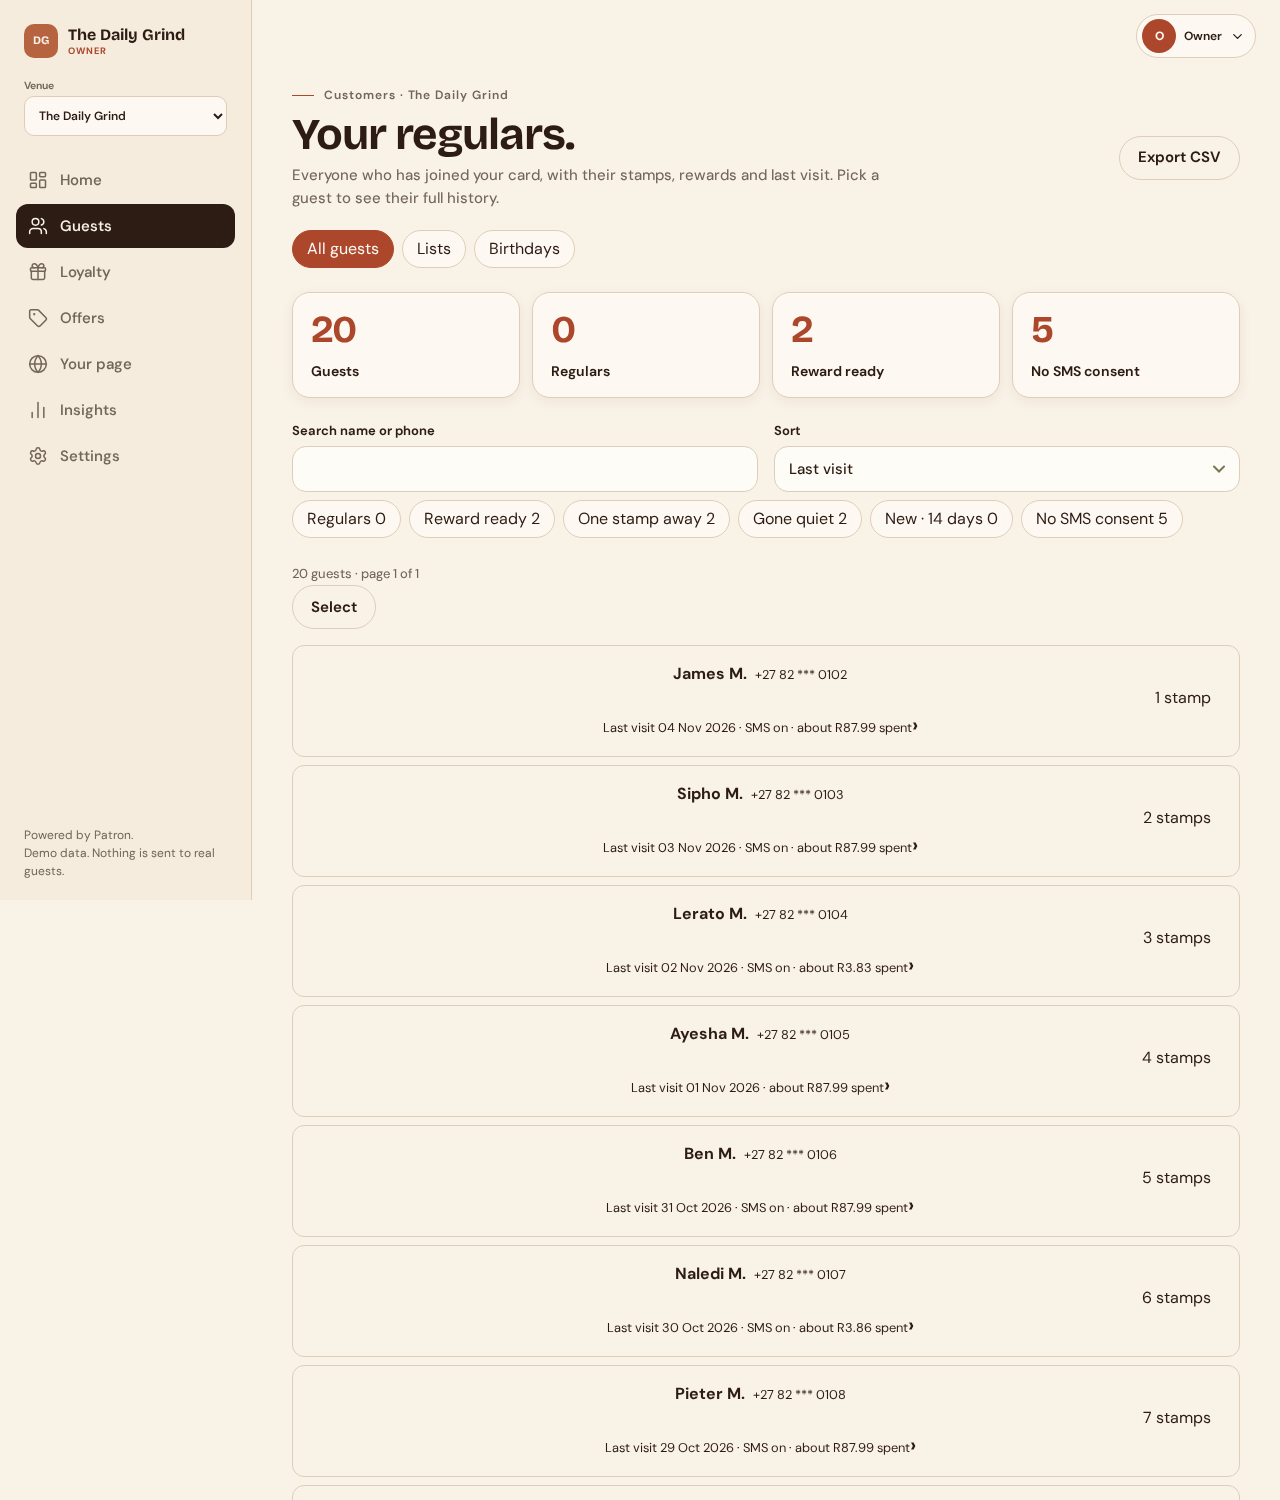 DG
The Daily Grind
OWNER
Venue
The Daily Grind
Home
Guests
Loyalty
Offers
Your page
Insights
Settings
Powered by Patron.
Demo data. Nothing is sent to real
guests.
O
Owner
Customers · The Daily Grind
Your regulars.
Everyone who has joined your card, with their stamps, rewards and last visit. Pick a
guest to see their full history.
Export CSV
All guests
Lists
Birthdays
20
Guests
0
Regulars
2
Reward ready
5
No SMS consent
Search name or phone
Sort
Last visit
Regulars 0
Reward ready 2
One stamp away 2
Gone quiet 2
New · 14 days 0
No SMS consent 5
20 guests · page 1 of 1
Select
James M. +27 82 *** 0102
1 stamp
Last visit 04 Nov 2026 · SMS on · about R87.99 spent›
Sipho M. +27 82 *** 0103
2 stamps
Last visit 03 Nov 2026 · SMS on · about R87.99 spent›
Lerato M. +27 82 *** 0104
3 stamps
Last visit 02 Nov 2026 · SMS on · about R3.83 spent›
Ayesha M. +27 82 *** 0105
4 stamps
Last visit 01 Nov 2026 · about R87.99 spent›
Ben M. +27 82 *** 0106
5 stamps
Last visit 31 Oct 2026 · SMS on · about R87.99 spent›
Naledi M. +27 82 *** 0107
6 stamps
Last visit 30 Oct 2026 · SMS on · about R3.86 spent›
Pieter M. +27 82 *** 0108
7 stamps
Last visit 29 Oct 2026 · SMS on · about R87.99 spent›